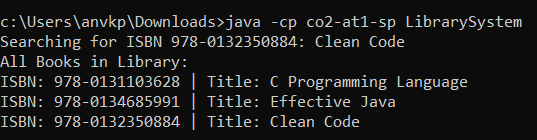 c:\Users\anvkp\Downloads>java -cp co2-at1-sp LibrarySystem
Searching for ISBN 978-0132350884: Clean Code
All Books in Library:
ISBN: 978-0131103628 | Title: C Programming Language
ISBN: 978-0134685991 | Title: Effective Java
ISBN: 978-0132350884 | Title: Clean Code